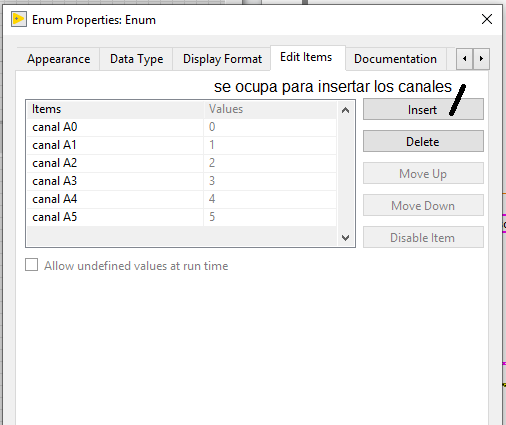 Enum Properties: Enum
Appearance Data Type Display Format Edit Items Documentation
se ocupa para insertar los canales
Items Values Insert
canal A0 0
canal A1 1 Delete
canal A2 2
canal A3 3 Move Up
canal A4 4
canal A5 5 Move Down
Disable Item
Allow undefined values at run time